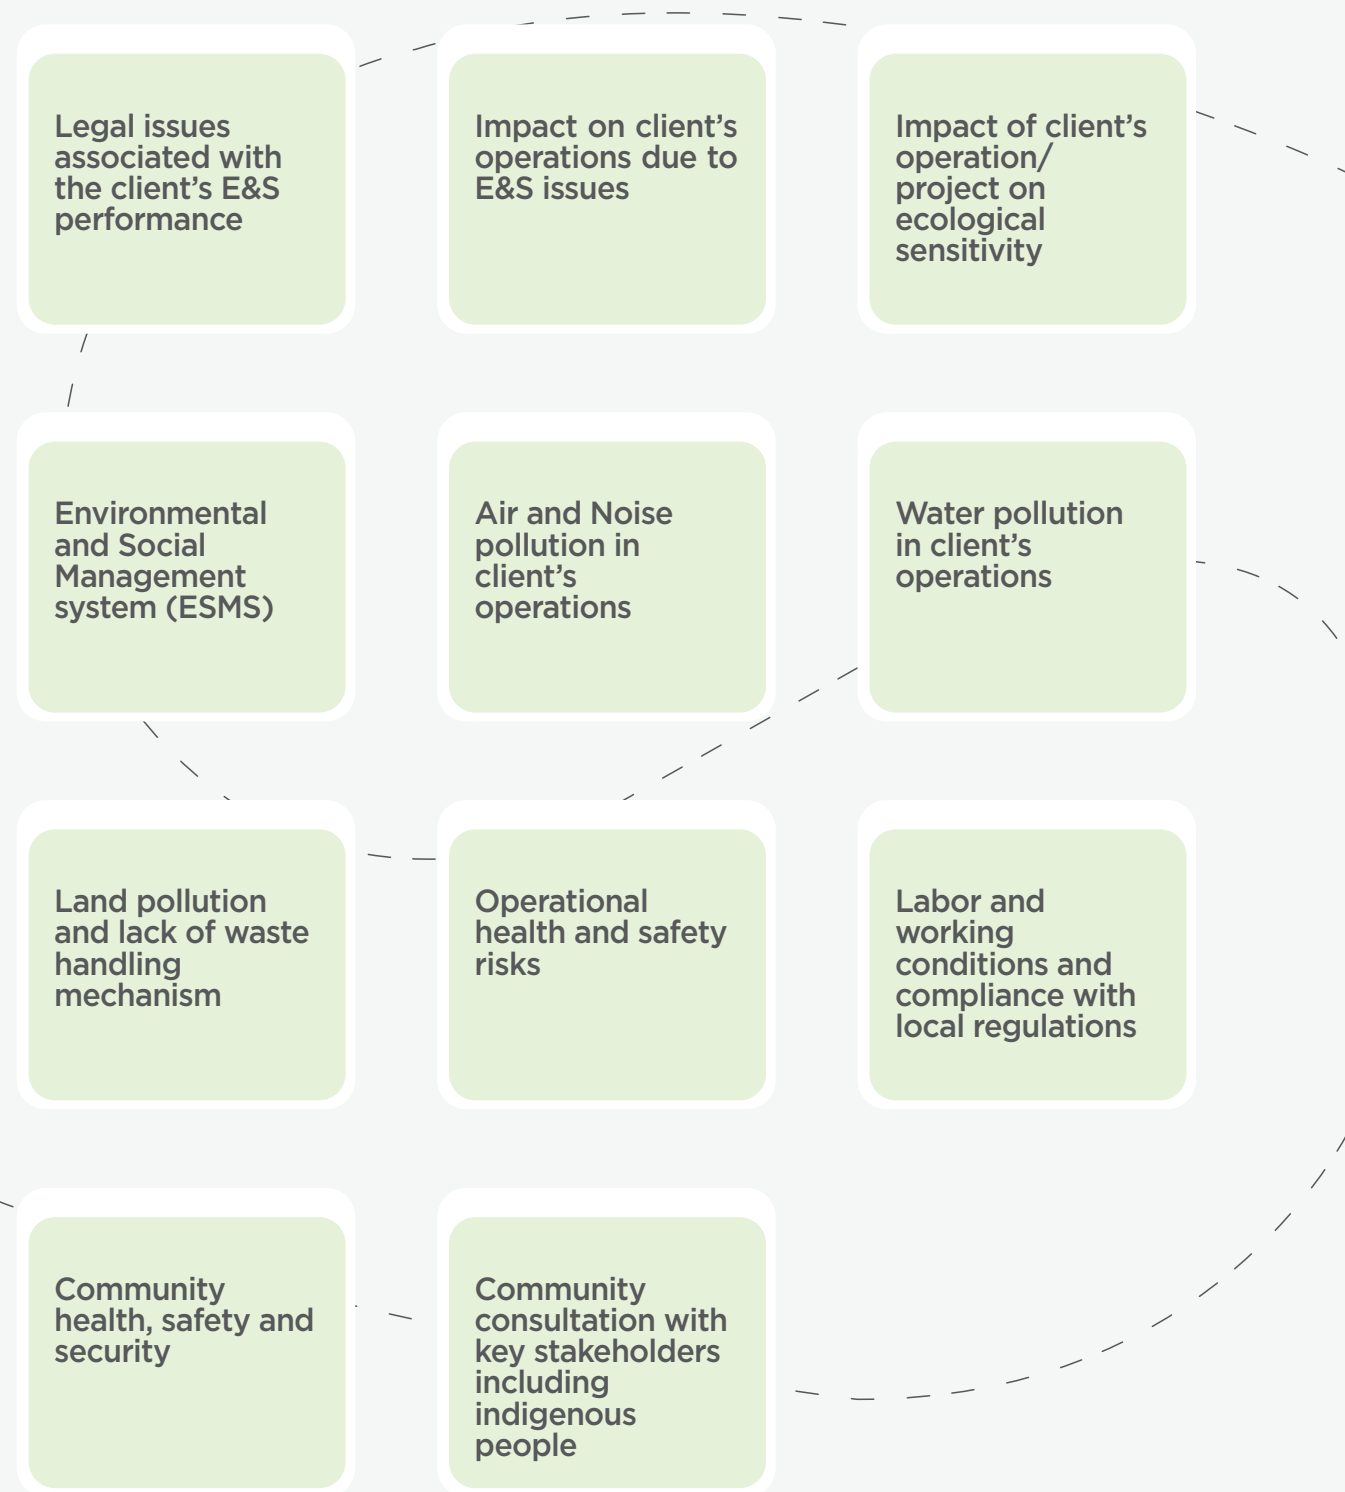 Legal issues
associated with
the client’s E&S
performance
Impact on client’s
operations due to
E&S issues
Impact of client’s
operation/
project on
ecological
sensitivity
Environmental
and Social
Management
system (ESMS)
Air and Noise
pollution in
client’s
operations
Water pollution
in client’s
operations
Land pollution
and lack of waste
handling
mechanism
Operational
health and safety
risks
Labor and
working
conditions and
compliance with
local regulations
Community
health, safety and
security
Community
consultation with
key stakeholders
including
indigenous
people